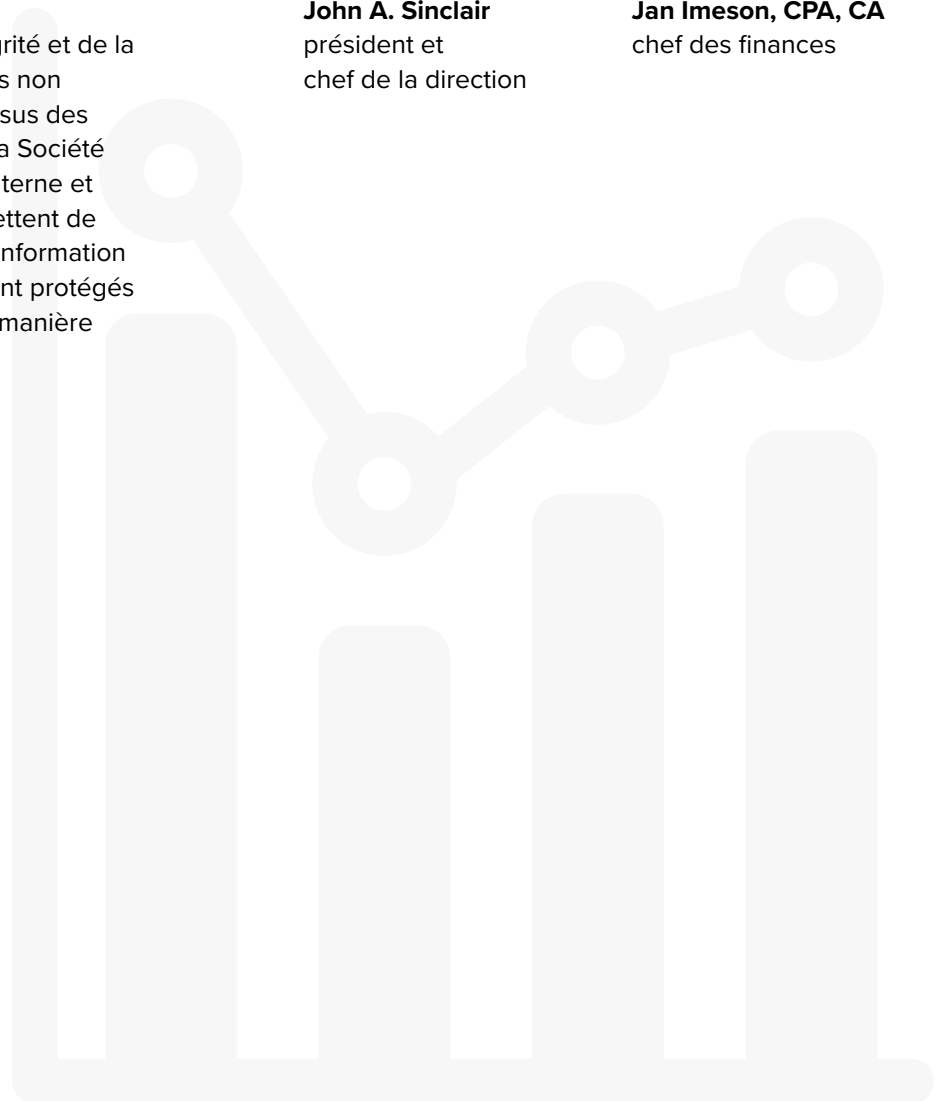 grité et de la
s non
sus des
a Société
terne et
ettent de
information
nt protégés
manière
John A. Sinclair
président et
chef de la direction
Jan Imeson, CPA, CA
chef des finances